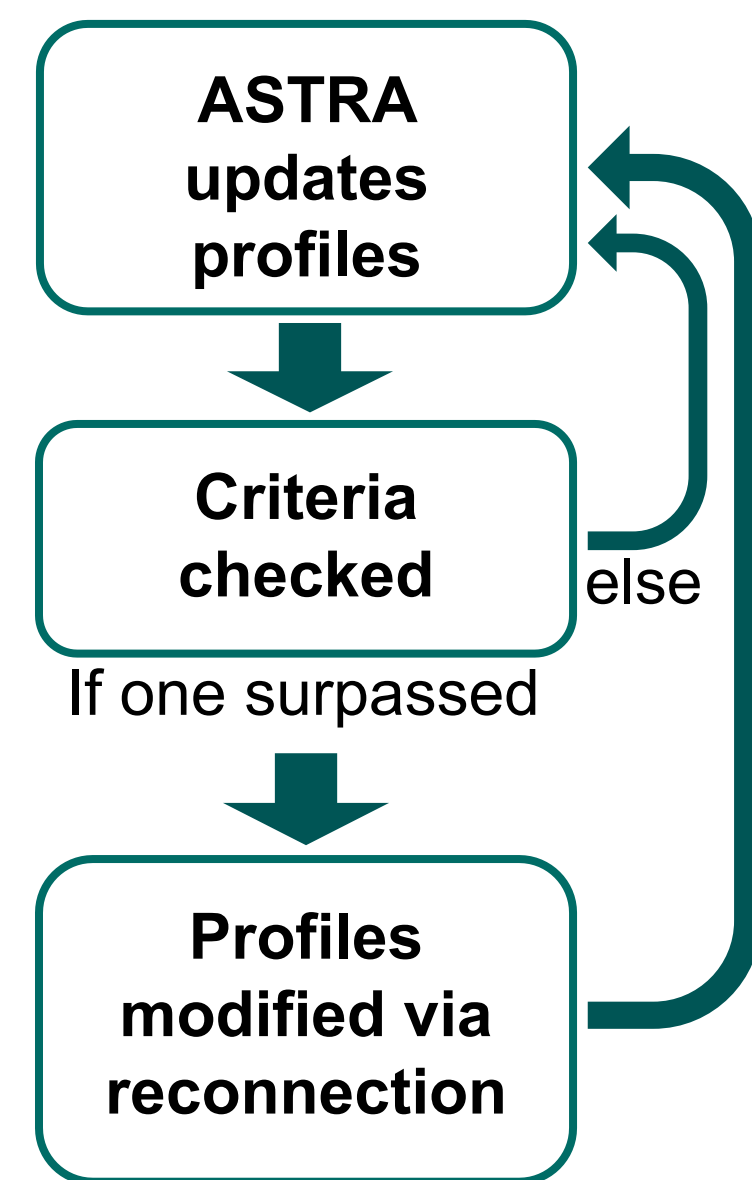 ASTRA
updates
profiles
Criteria
checked
else
If one surpassed
Profiles
modified via
reconnection